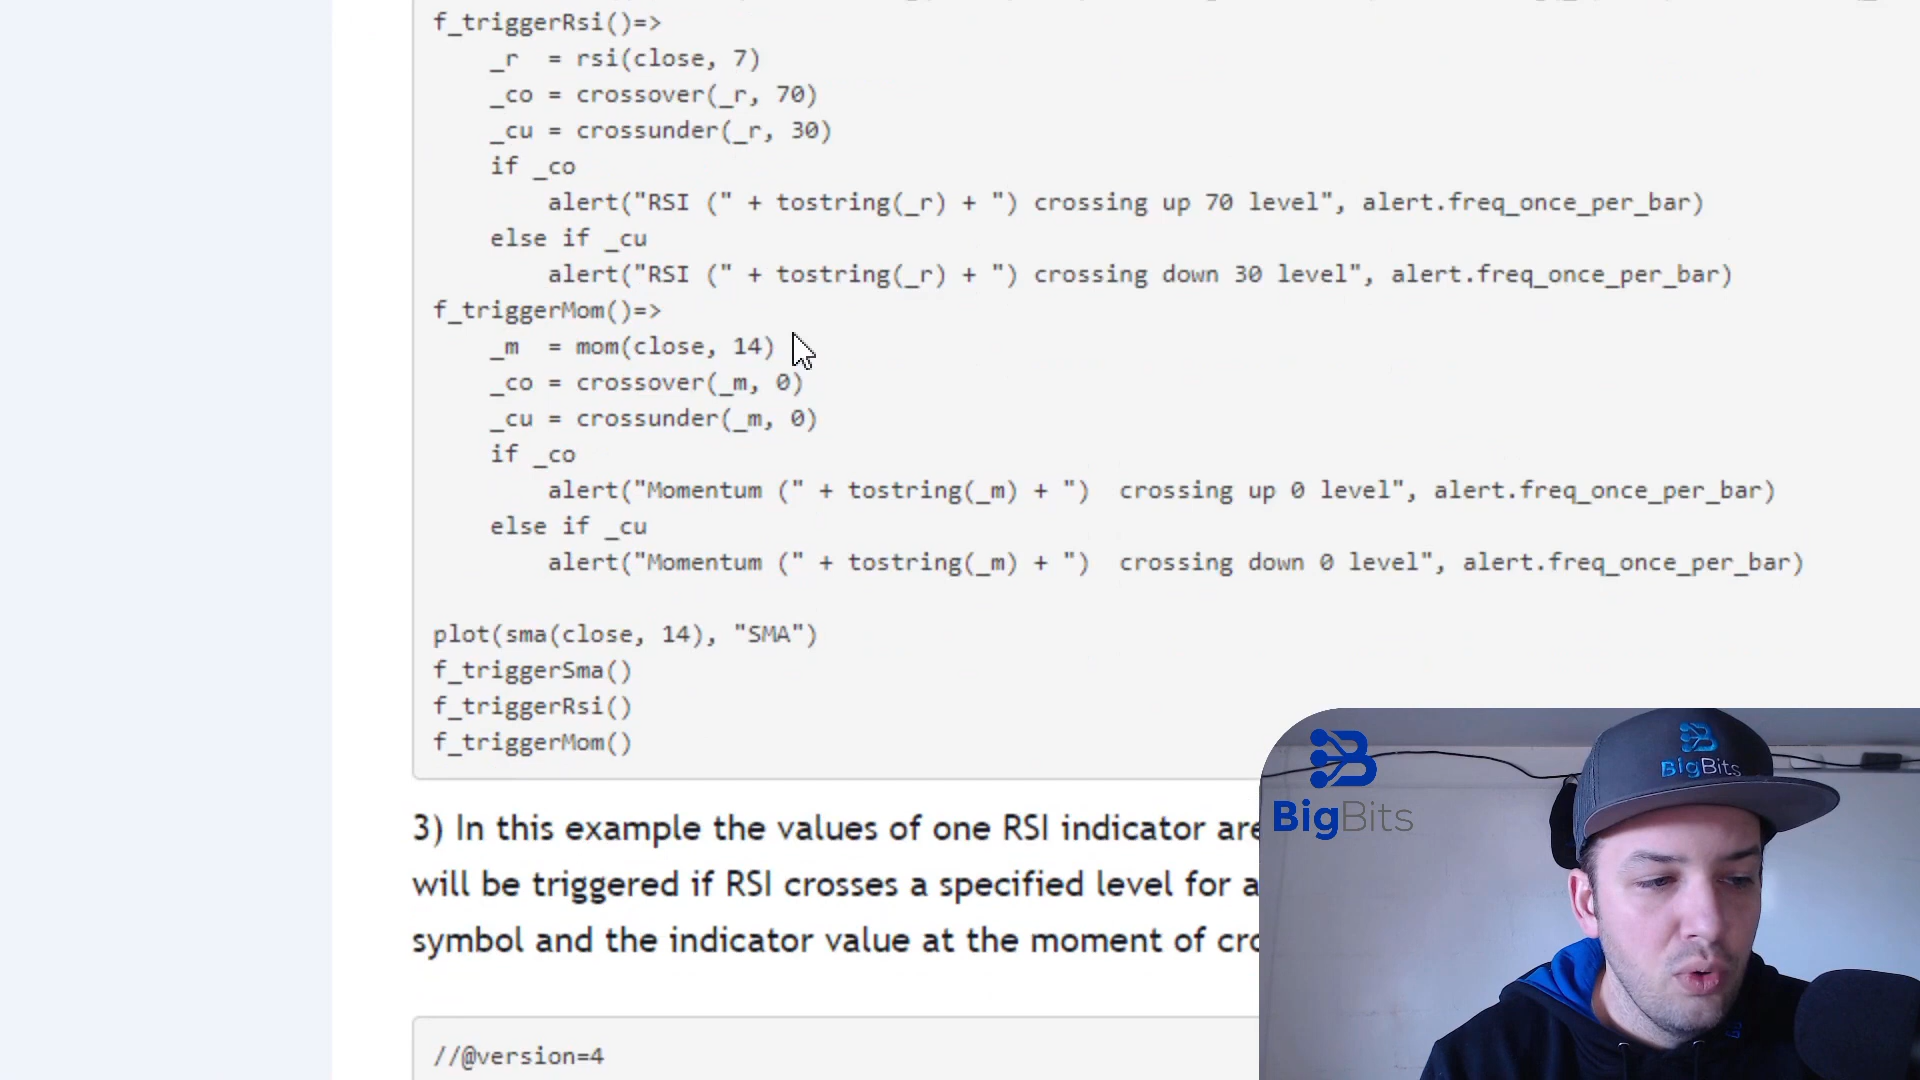 f_triggerRsi()=>
_r = rsi(close, 7)
_co = crossover(_r, 70)
_cu = crossunder(_r, 30)
if _co
alert("RSI (" + tostring(_r) + ") crossing up 70 level", alert.freq_once_per_bar)
else if _cu
alert("RSI (" + tostring(_r) + ") crossing down 30 level", alert.freq_once_per_bar)
f_triggerMom()=>
_m = mom(close, 14)
_co = crossover(_m, 0)
_cu = crossunder(_m, 0)
if _co
alert("Momentum (" + tostring(_m) + ")  crossing up 0 level", alert.freq_once_per_bar)
else if _cu
alert("Momentum (" + tostring(_m) + ")  crossing down 0 level", alert.freq_once_per_bar)
plot(sma(close, 14), "SMA")
f_triggerSma()
f_triggerRsi()
f_triggerMom()
BigBits
BigBits
3) In this example the values of one RSI indicator are
will be triggered if RSI crosses a specified level for a
symbol and the indicator value at the moment of
//@version=4